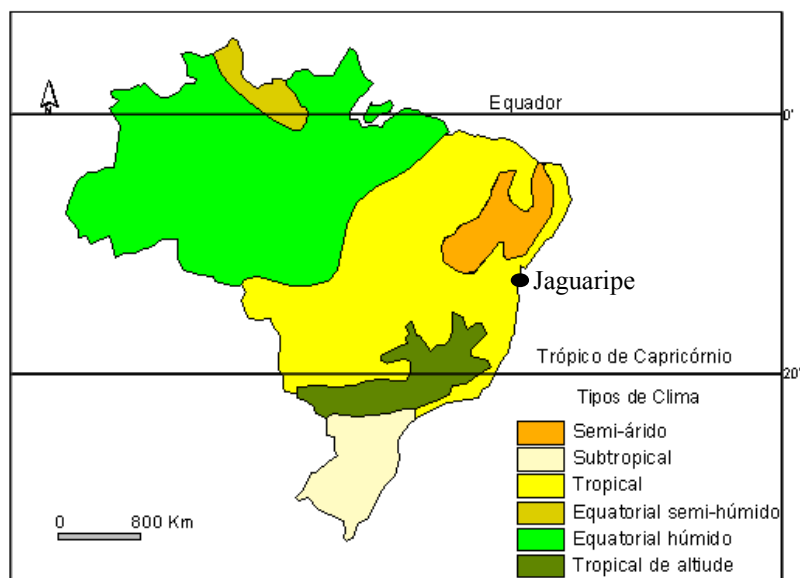 Equador
0'
Jaguaripe
Trópico de Capricórnio
20'
Tipos de Clima
Semi-árido
Subtropical
Tropical
Equatorial semi-húmido
Equatorial húmido
Tropical de altiude
0 800 Km
N